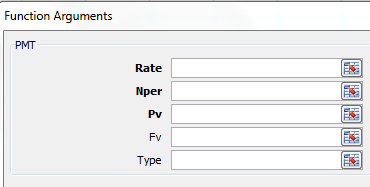 Function Arguments
PMT
Rate
Nper
Pv
Fv
Type